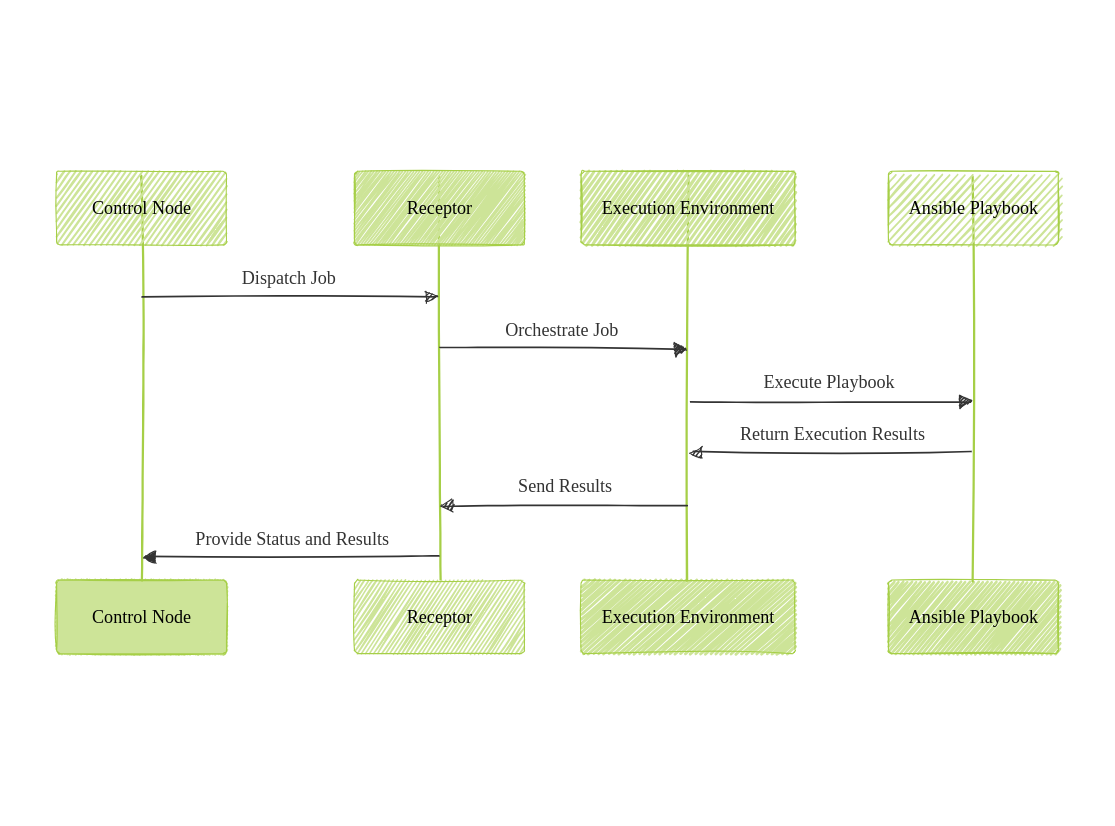 Control Node
Receptor
Execution Environment
Ansible Playbook
Dispatch Job
Orchestrate Job
Execute Playbook
Return Execution Results
Send Results
Provide Status and Results
Control Node
Receptor
Execution Environment
Ansible Playbook